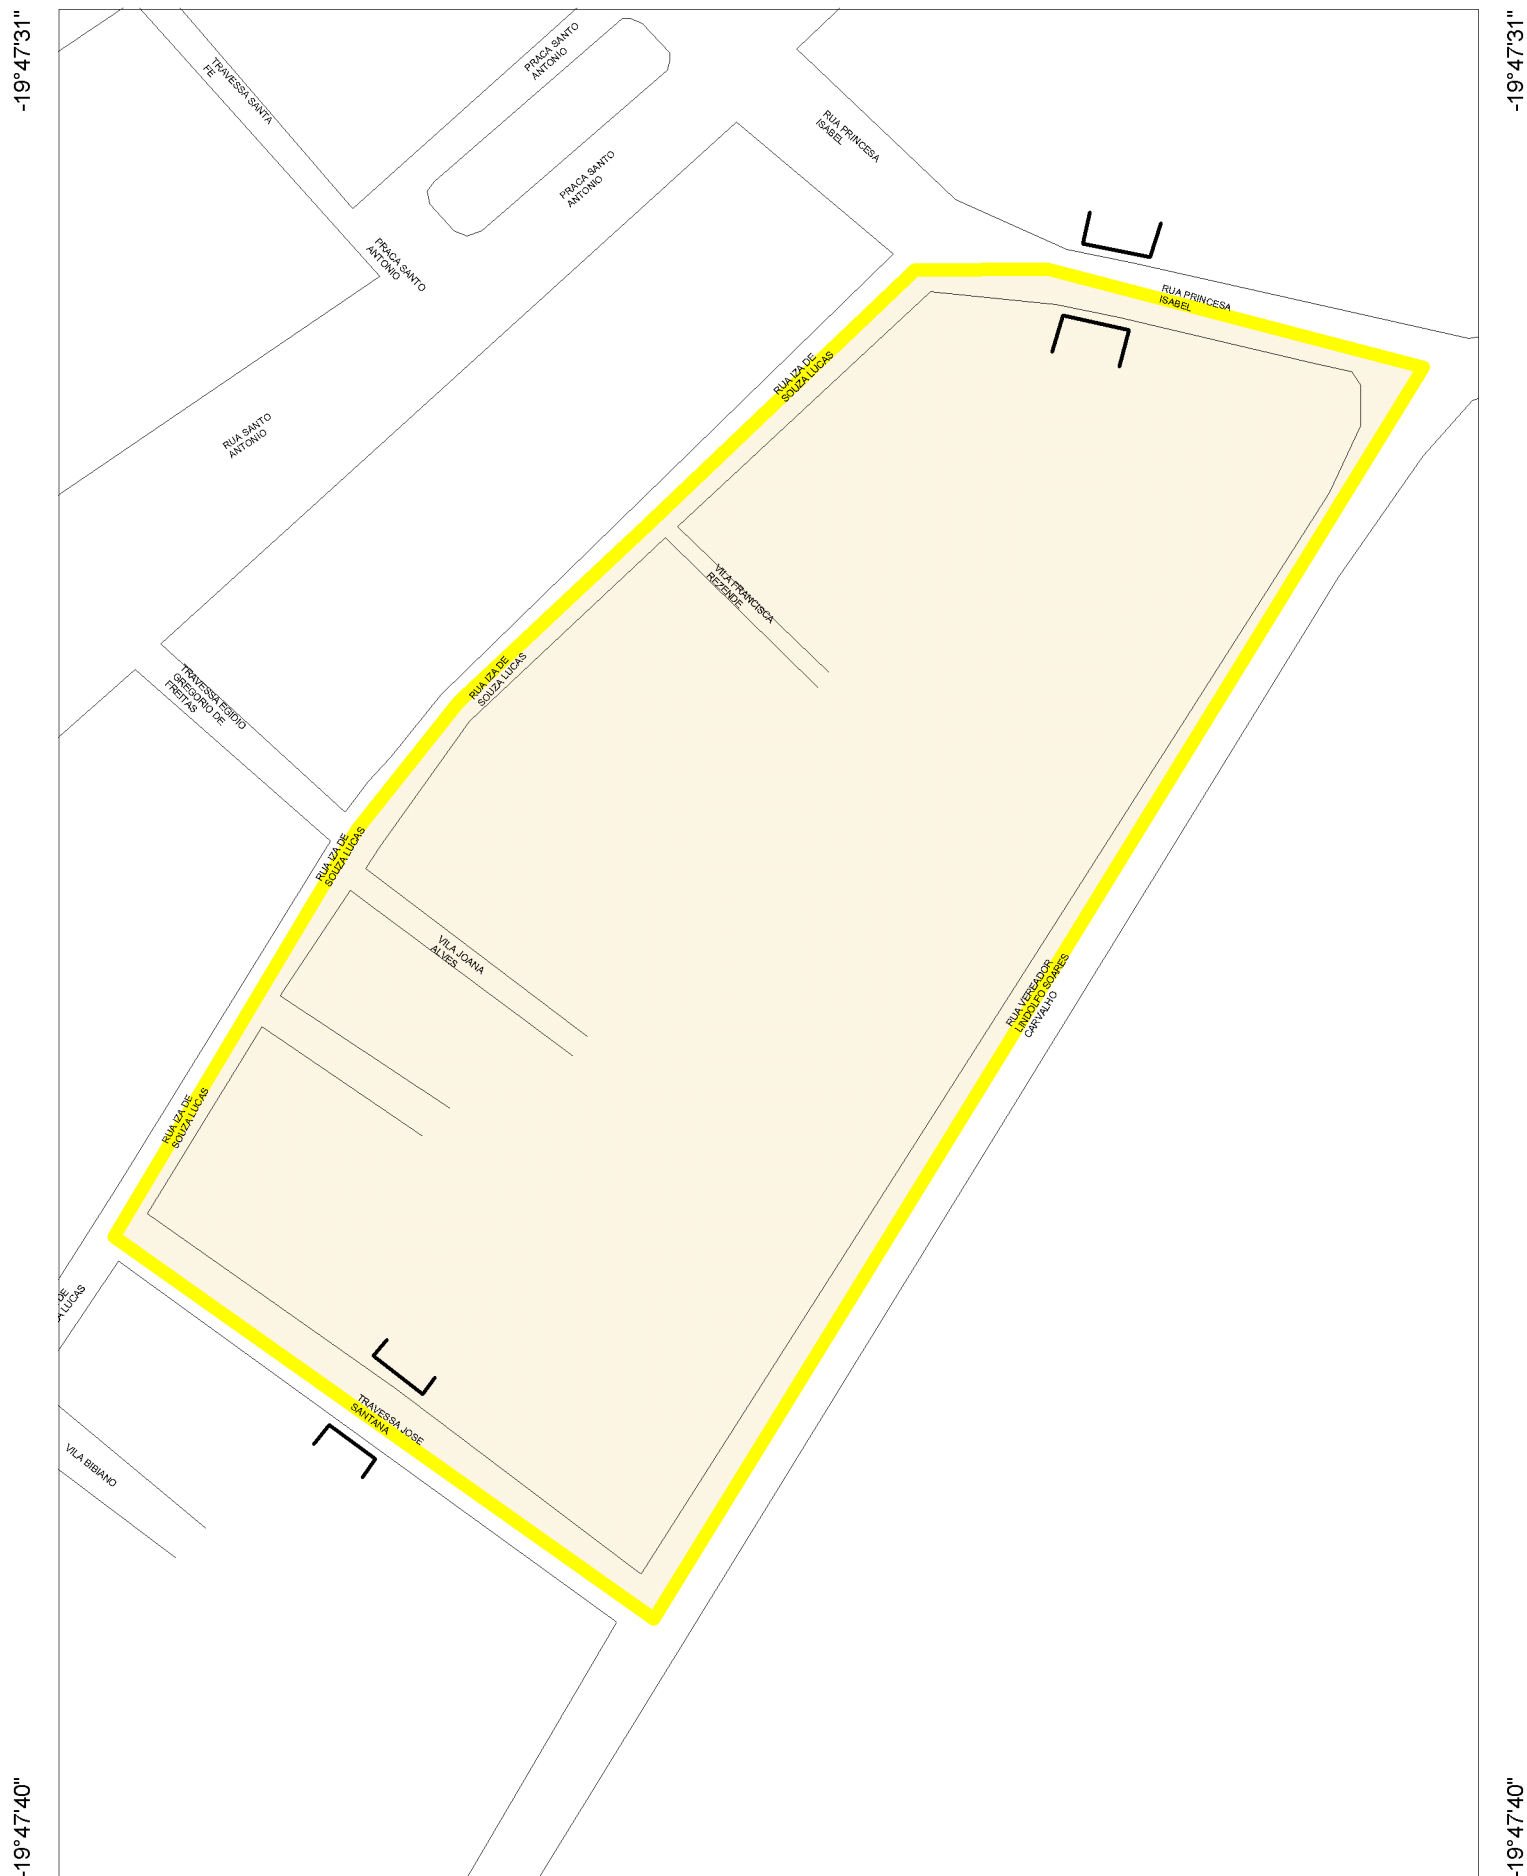 -19°47'31"
-19°47'31"
PRACA SANTO
ANTONIO
TRAVESSA SANTA
FE
RUA PRINCESA
ISABEL
PRACA SANTO
ANTONIO
PRACA SANTO
ANTONIO
RUA PRINCESA
ISABEL
RUA IZA DE
SOUZA LUCAS
RUA SANTO
ANTONIO
VILA FRANCISCA
REZENDE
RUA IZA DE
SOUZA LUCAS
TRAVESSA EGIDIO
GREGORIO DE
FREITAS
RUA IZA DE
SOUZA LUCAS
VILA JOANA
ALVES
RUA VEREADOR
LINDOLFO SOARES
CARVALHO
RUA IZA DE
SOUZA LUCAS
DE
A LUCAS
TRAVESSA JOSE
SANTANA
VILA BIBIANO
-19°47'40"
-19°47'40"